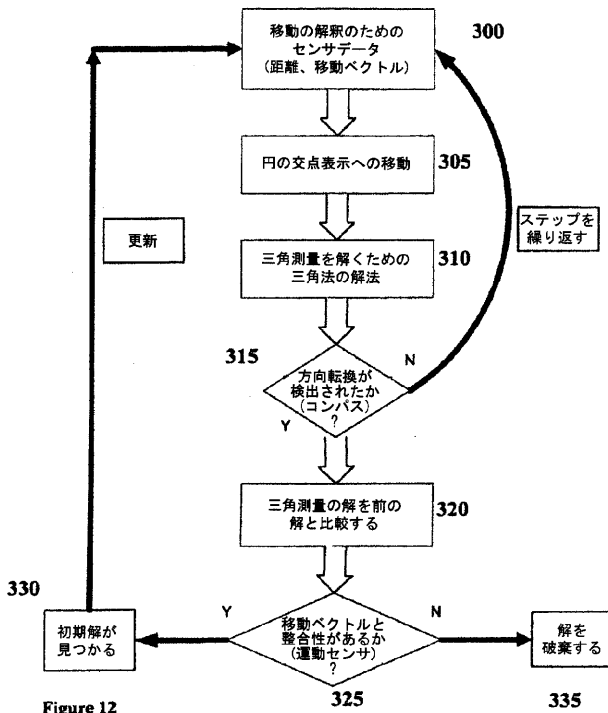 移動の解釈のための
センサデータ
(距離、移動ベクトル)
300
円の交点表示への移動
305
更新
ステップを
繰り返す
三角測量を解くための
三角法の解法
310
315
N
方向転換が
検出されたか
(コンパス)
?
Y
三角測量の解を前の
解と比較する
320
330
Y
N
初期解が
見つかる
移動ベクトルと
整合性があるか
(運動センサ)
?
解を
破棄する
Figure 12
325
335